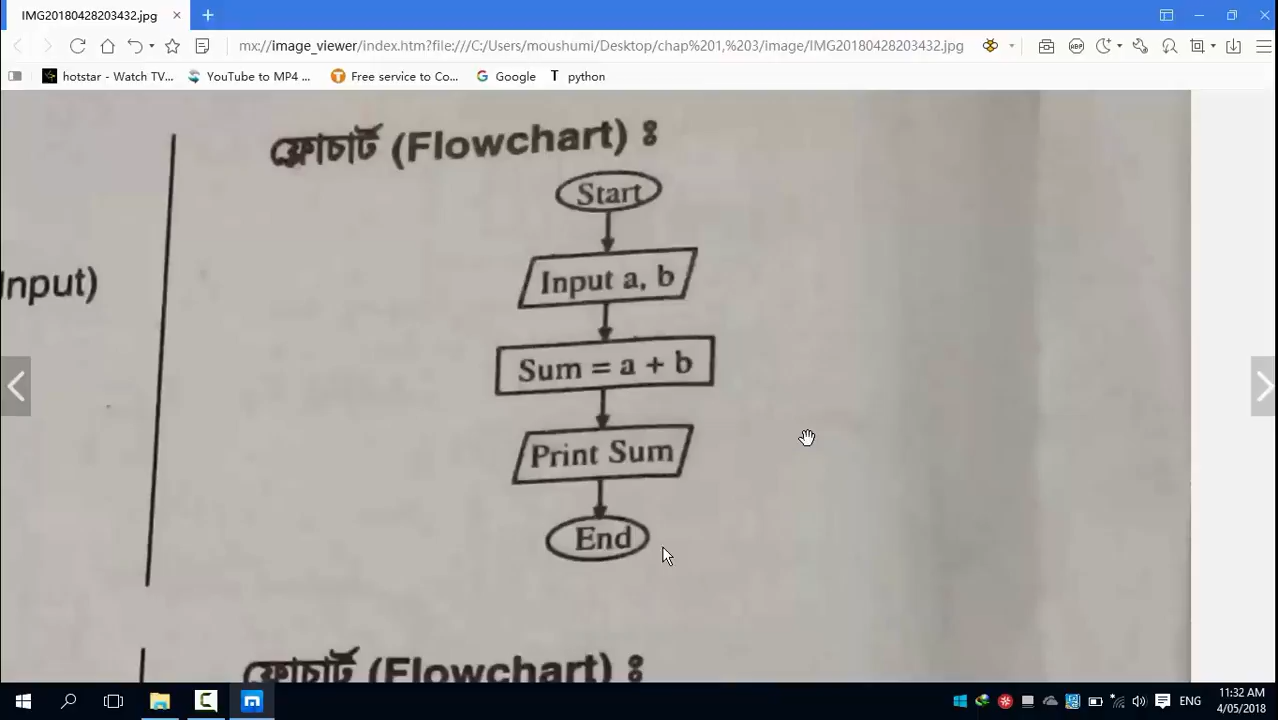 IMG20180428203432.jpg
mx://image_viewer/index.htm?file:///C:/Users/moushumi/Desktop/chap%201,%203/image/IMG20180428203432.jpg
hotstar - Watch TV...
YouTube to MP4 ...
Free service to Co...
Google
python
ফ্লোচার্ট (Flowchart) ঃ
Start
Input a, b
nput)
Sum = a + b
Print Sum
End
ফ্লোচার্ট (Flowchart) ঃ
ENG
11:32 AM
4/05/2018